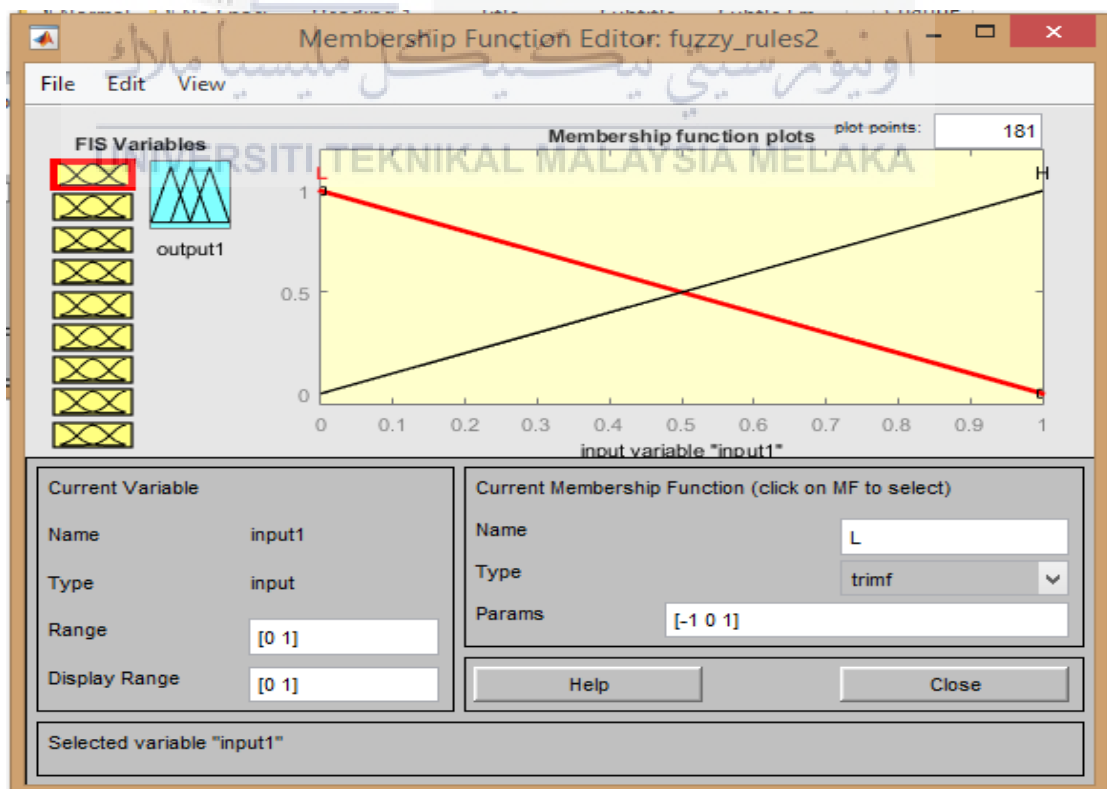 Membership Function Editor: fuzzy_rules2
اونيۏرسيتي تيكنيكل مليسيا ملاك
File Edit View
FIS Variables
Membership function plots
plot points:
181
UNIVERSITI TEKNIKAL MALAYSIA MELAKA
output1
L
H
1
0.5
0
0 0.1 0.2 0.3 0.4 0.5 0.6 0.7 0.8 0.9 1
input variable "input1"
Current Variable
Name input1
Type input
Range [0 1]
Display Range [0 1]
Current Membership Function (click on MF to select)
Name L
Type trimf
Params [-1 0 1]
Help
Close
Selected variable "input1"